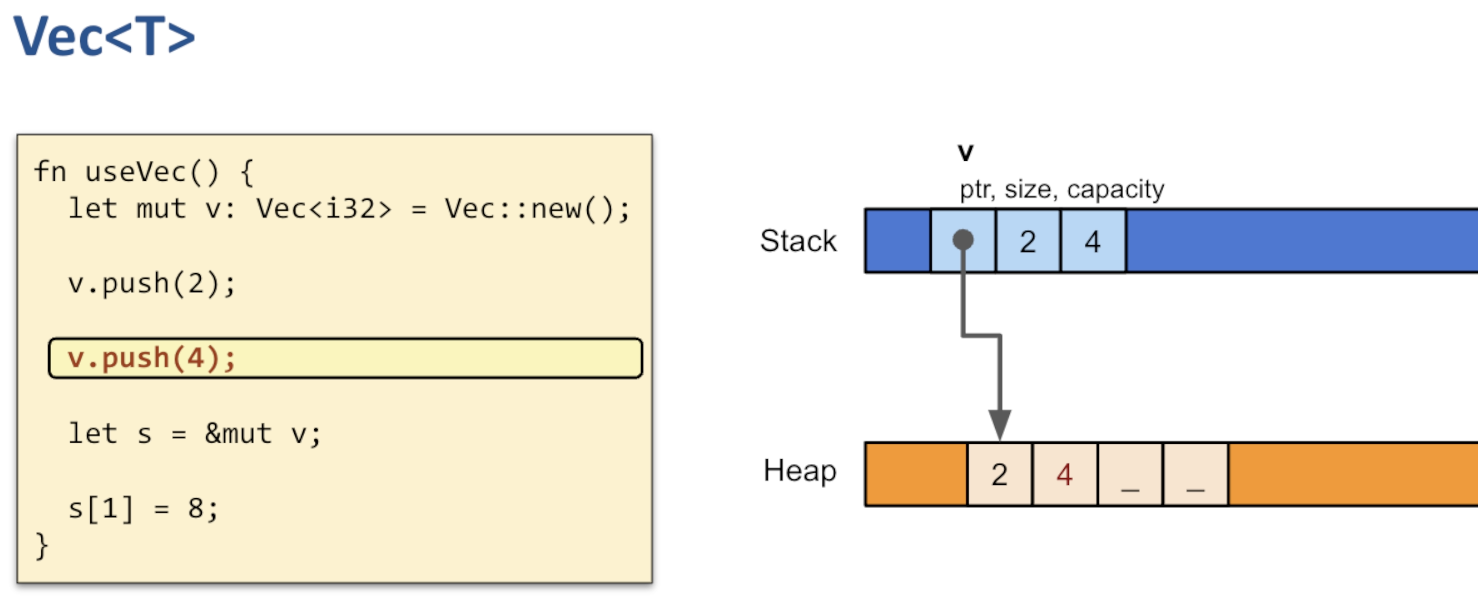 Vec<T>
fn useVec() {
let mut v: Vec<i32> = Vec::new();
v.push(2);
v.push(4);
let s = &mut v;
s[1] = 8;
}
v
ptr, size, capacity
Stack
2 4
Heap
2 4 _ _